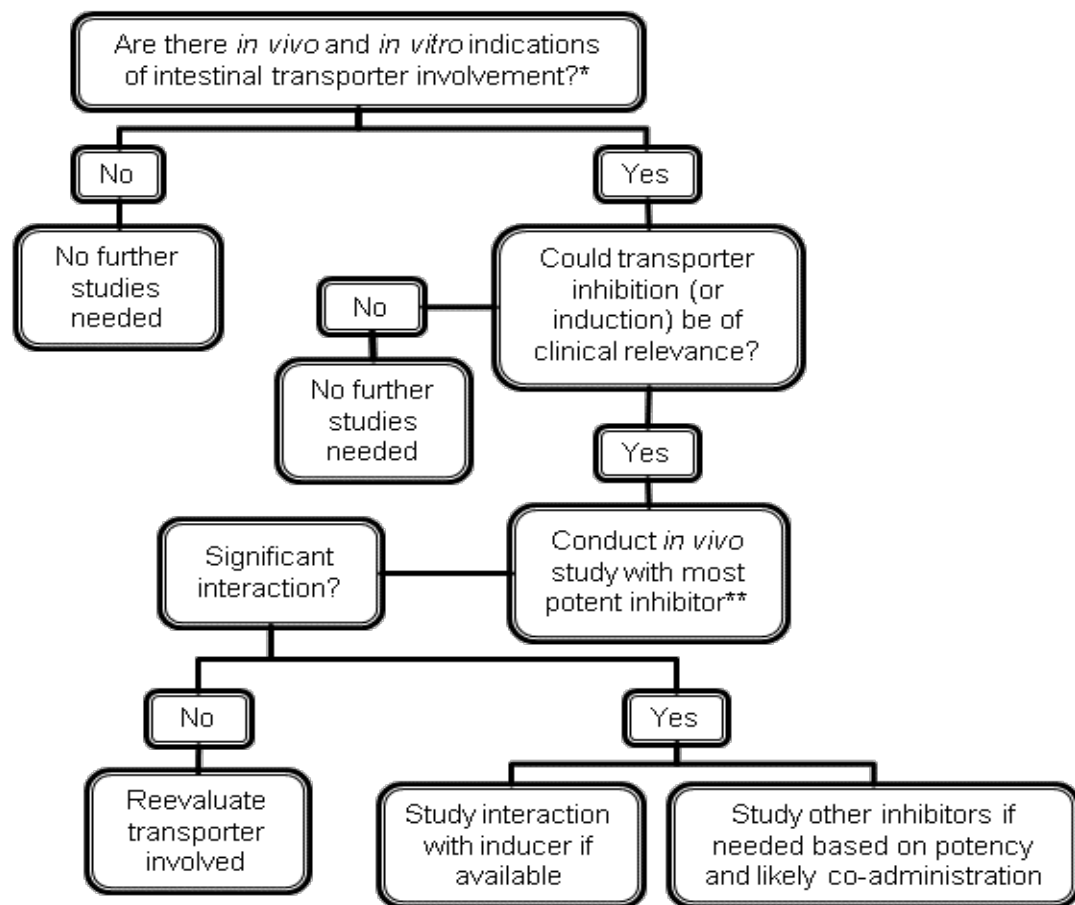 Are there in vivo and in vitro indications
of intestinal transporter involvement?*
No
Yes
No further
studies
needed
Could transporter
inhibition (or
induction) be of
clinical relevance?
No
No further
studies
needed
Yes
Conduct in vivo
study with most
potent inhibitor**
Significant
interaction?
No
Yes
Reevaluate
transporter
involved
Study interaction
with inducer if
available
Study other inhibitors if
needed based on potency
and likely co-administration